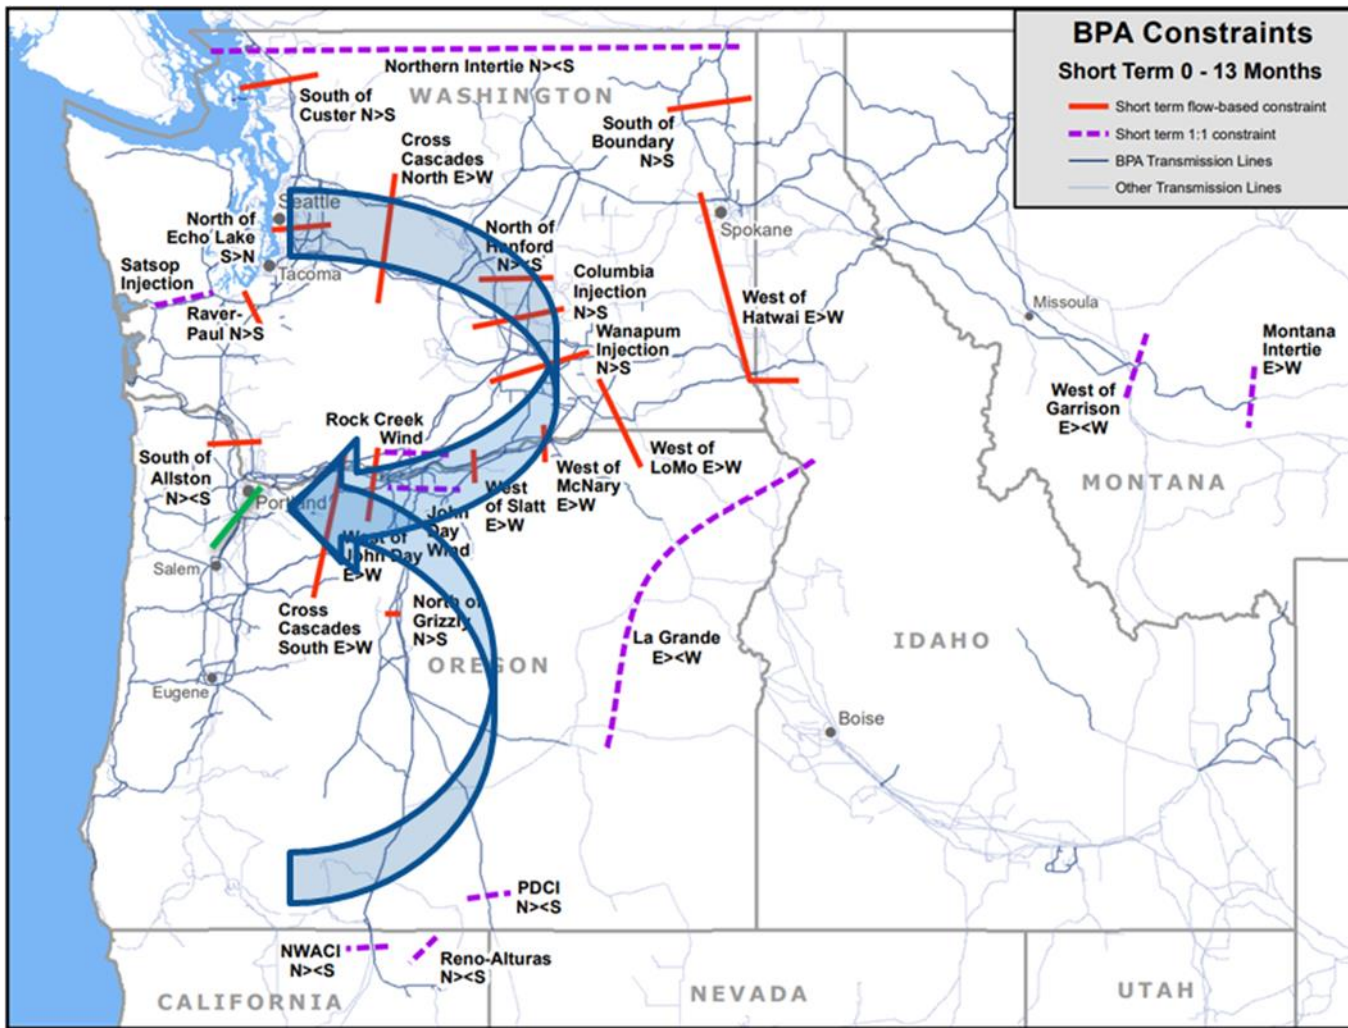 BPA Constraints
Short Term 0 - 13 Months
Short term flow-based constraint
Short term 1:1 constraint
BPA Transmission Lines
Other Transmission Lines
Northern Intertie N><S
WASHINGTON
South of
Custer N>S
South of
Boundary
N>S
Cross
Cascades
North E>W
Seattle
North of
Echo Lake
S>N
Tacoma
Satsop
Injection
Raver-
Paul N>S
North of
Hanford
N><S
Columbia
Injection
N>S
Wanapum
Injection
N>S
Spokane
West of
Hatwai E>W
Missoula
Montana
Intertie
E>W
West of
Garrison
E><W
MONTANA
Rock Creek
Wind
South of
Allston
N><S
Portland
West of
LoMo E>W
West of
McNary
E>W
West
of Slatt
E>W
John
Day
Wind
West of
John Day
E>W
Salem
Cross
Cascades
South E>W
North of
Grizzly
N>S
OREGON
La Grande
E><W
IDAHO
Eugene
Boise
PDCI
N><S
NWACI
N><S
Reno-Alturas
N><S
CALIFORNIA
NEVADA
UTAH